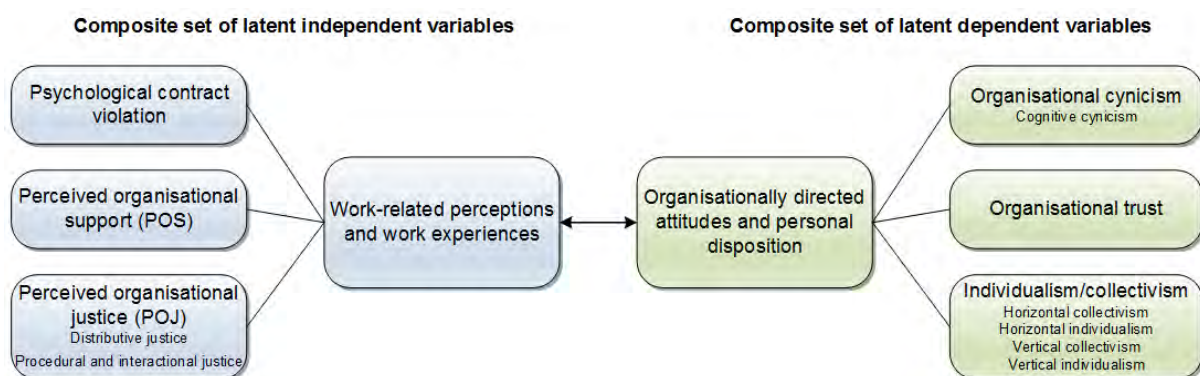 Composite set of latent independent variables
Composite set of latent dependent variables
Psychological contract
violation
Perceived organisational
support (POS)
Perceived organisational
justice (POJ)
Distributive justice
Procedural and interactional justice
Work-related perceptions
and work experiences
Organisationally directed
attitudes and personal
disposition
Organisational cynicism
Cognitive cynicism
Organisational trust
Individualism/collectivism
Horizontal collectivism
Horizontal individualism
Vertical collectivism
Vertical individualism